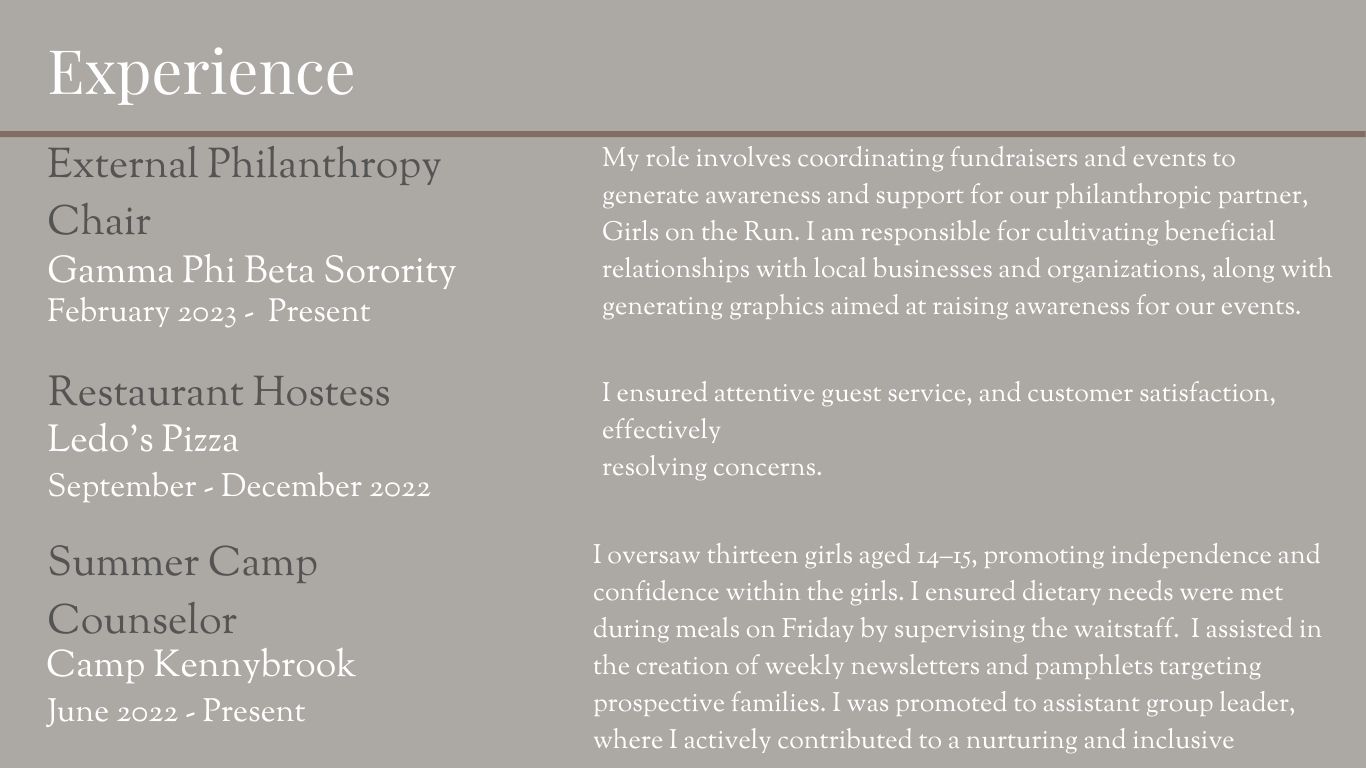 Experience
External Philanthropy
Chair
Gamma Phi Beta Sorority
February 2023 -  Present
My role involves coordinating fundraisers and events to
generate awareness and support for our philanthropic partner,
Girls on the Run. I am responsible for cultivating beneficial
relationships with local businesses and organizations, along with
generating graphics aimed at raising awareness for our events.
Restaurant Hostess
Ledo's Pizza
September - December 2022
I ensured attentive guest service, and customer satisfaction,
effectively
resolving concerns.
Summer Camp
Counselor
Camp Kennybrook
June 2022 - Present
I oversaw thirteen girls aged 14–15, promoting independence and
confidence within the girls. I ensured dietary needs were met
during meals on Friday by supervising the waitstaff.  I assisted in
the creation of weekly newsletters and pamphlets targeting
prospective families. I was promoted to assistant group leader,
where I actively contributed to a nurturing and inclusive